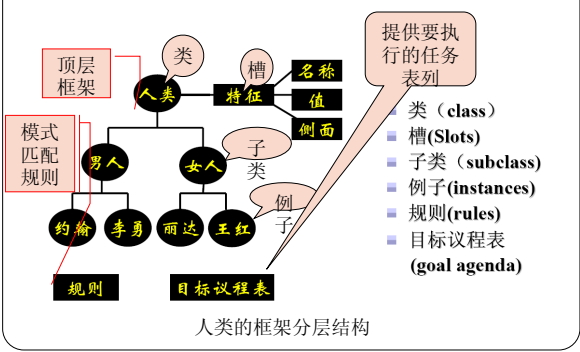 提供要执
行的任务
表列
类
槽
顶层
框架
名称
人类
特征
值
侧面
模式
匹配
规则
男人
女人
子
类
约翰
李勇
丽达
王红
例
子
规则
目标议程表
类（class）
槽(Slots)
子类（subclass)
例子(instances)
规则(rules)
目标议程表
(goal agenda)
人类的框架分层结构